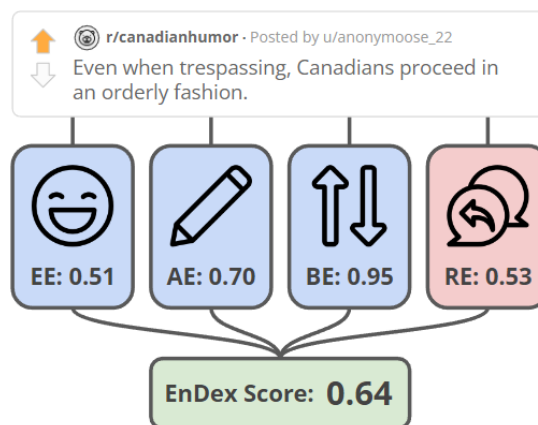 r/canadianhumor · Posted by u/anonymoose_22
Even when trespassing, Canadians proceed in
an orderly fashion.
EE: 0.51
AE: 0.70
BE: 0.95
RE: 0.53
EnDex Score: 0.64